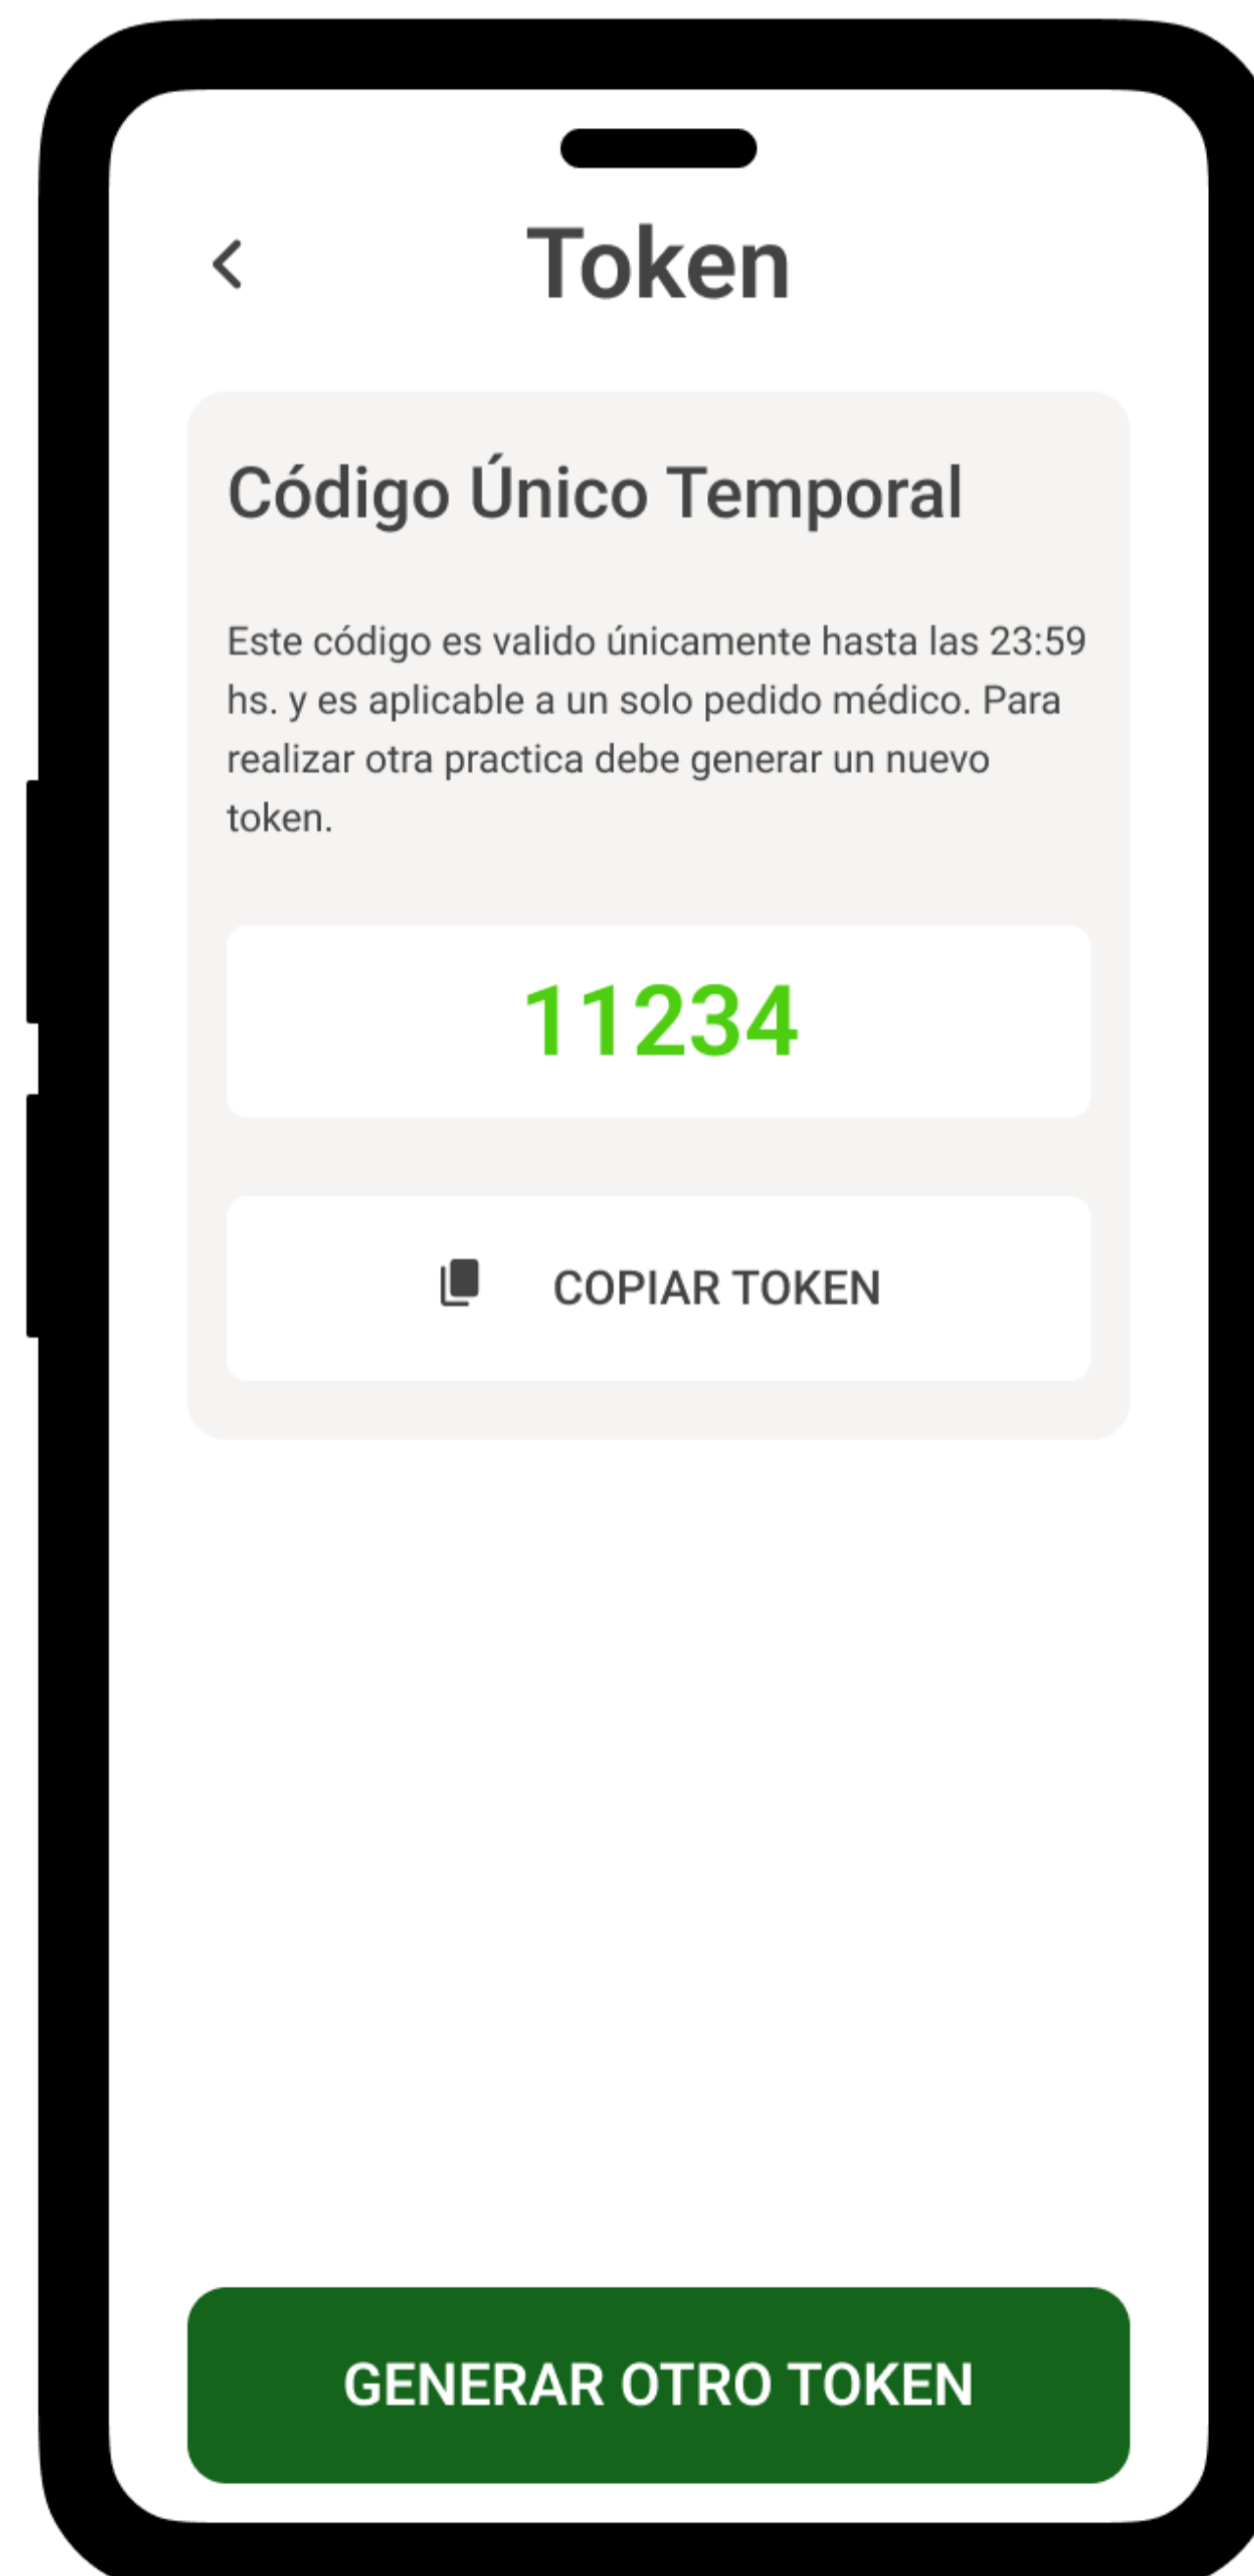 Token
Código Único Temporal
Este código es valido únicamente hasta las 23:59
hs. y es aplicable a un solo pedido médico. Para
realizar otra practica debe generar un nuevo
token.
11234
COPIAR TOKEN
GENERAR OTRO TOKEN